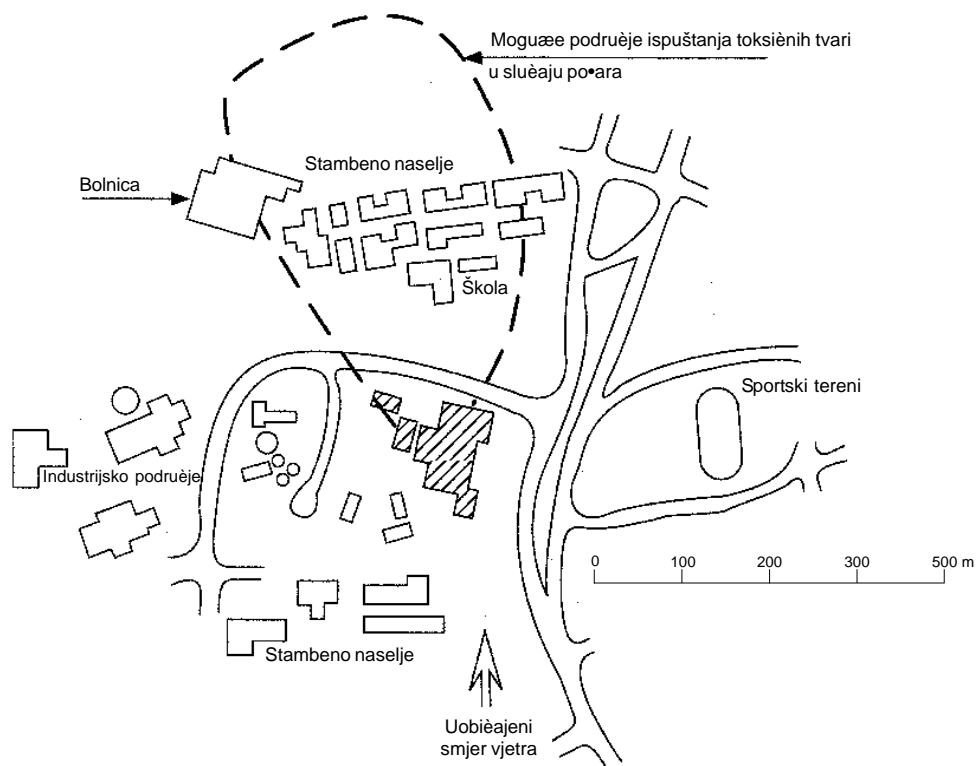 Moguæe podruèje ispuštanja toksiènih tvari
u sluèaju po•ara
Stambeno naselje
Bolnica
Škola
Sportski tereni
Industrijsko podruèje
0 100 200 300 500 m
Stambeno naselje
Uobièajeni
smjer vjetra